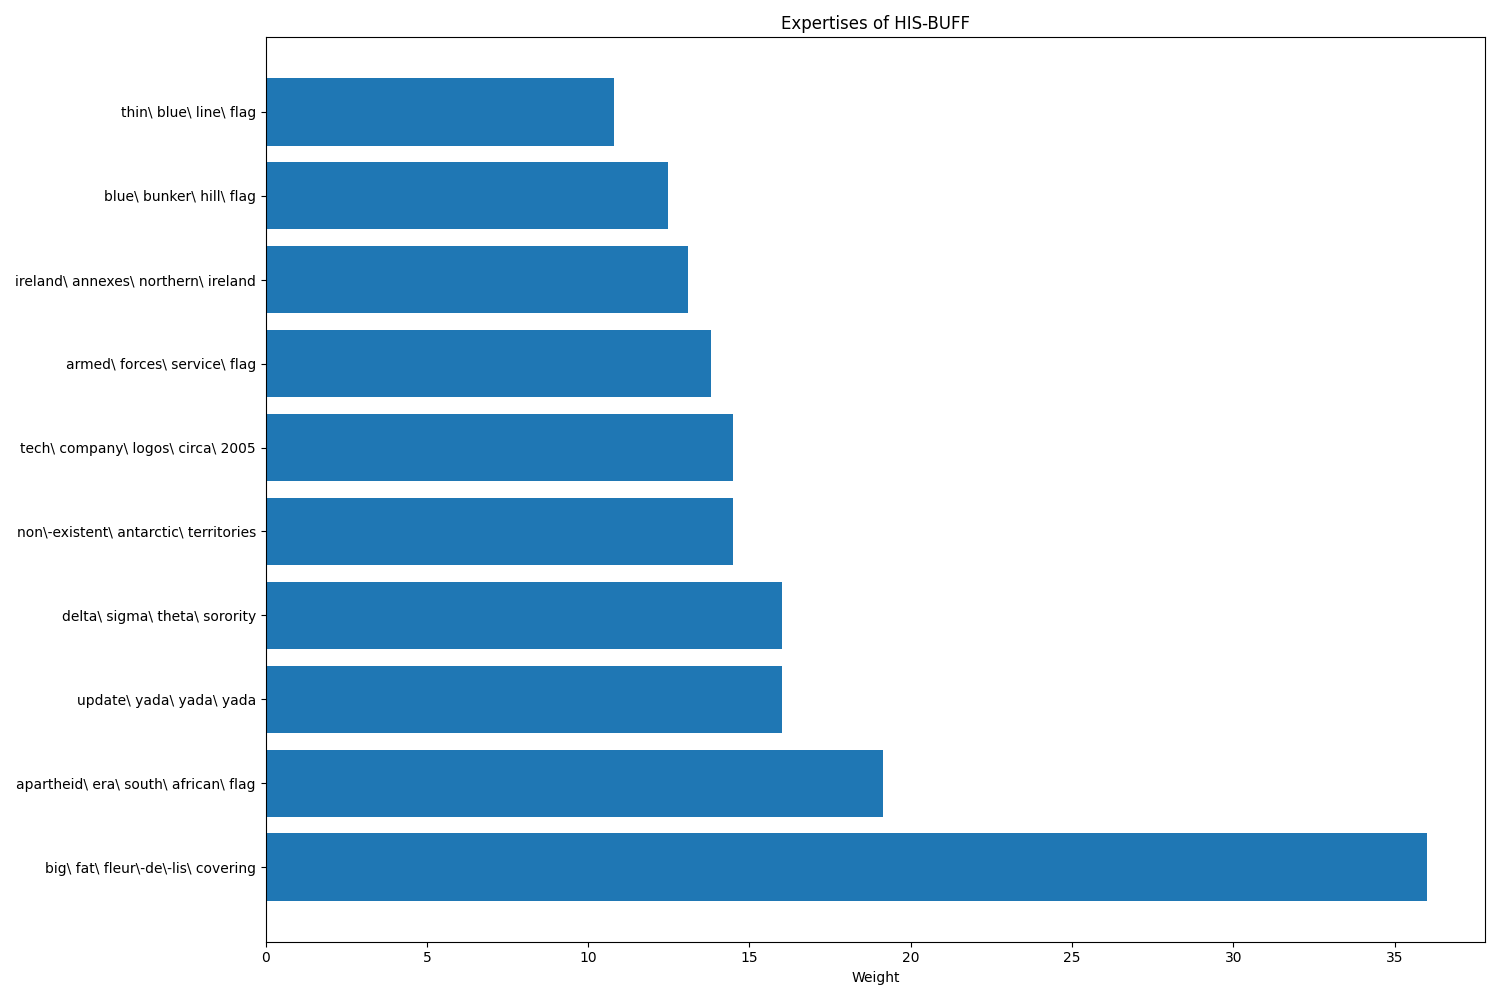 Expertises of HIS-BUFF
thin\ blue\ line\ flag
blue\ bunker\ hill\ flag
ireland\ annexes\ northern\ ireland
armed\ forces\ service\ flag
tech\ company\ logos\ circa\ 2005
non\-existent\ antarctic\ territories
delta\ sigma\ theta\ sorority
update\ yada\ yada\ yada
apartheid\ era\ south\ african\ flag
big\ fat\ fleur\-de\-lis\ covering
0 5 10 15 20 25 30 35
Weight